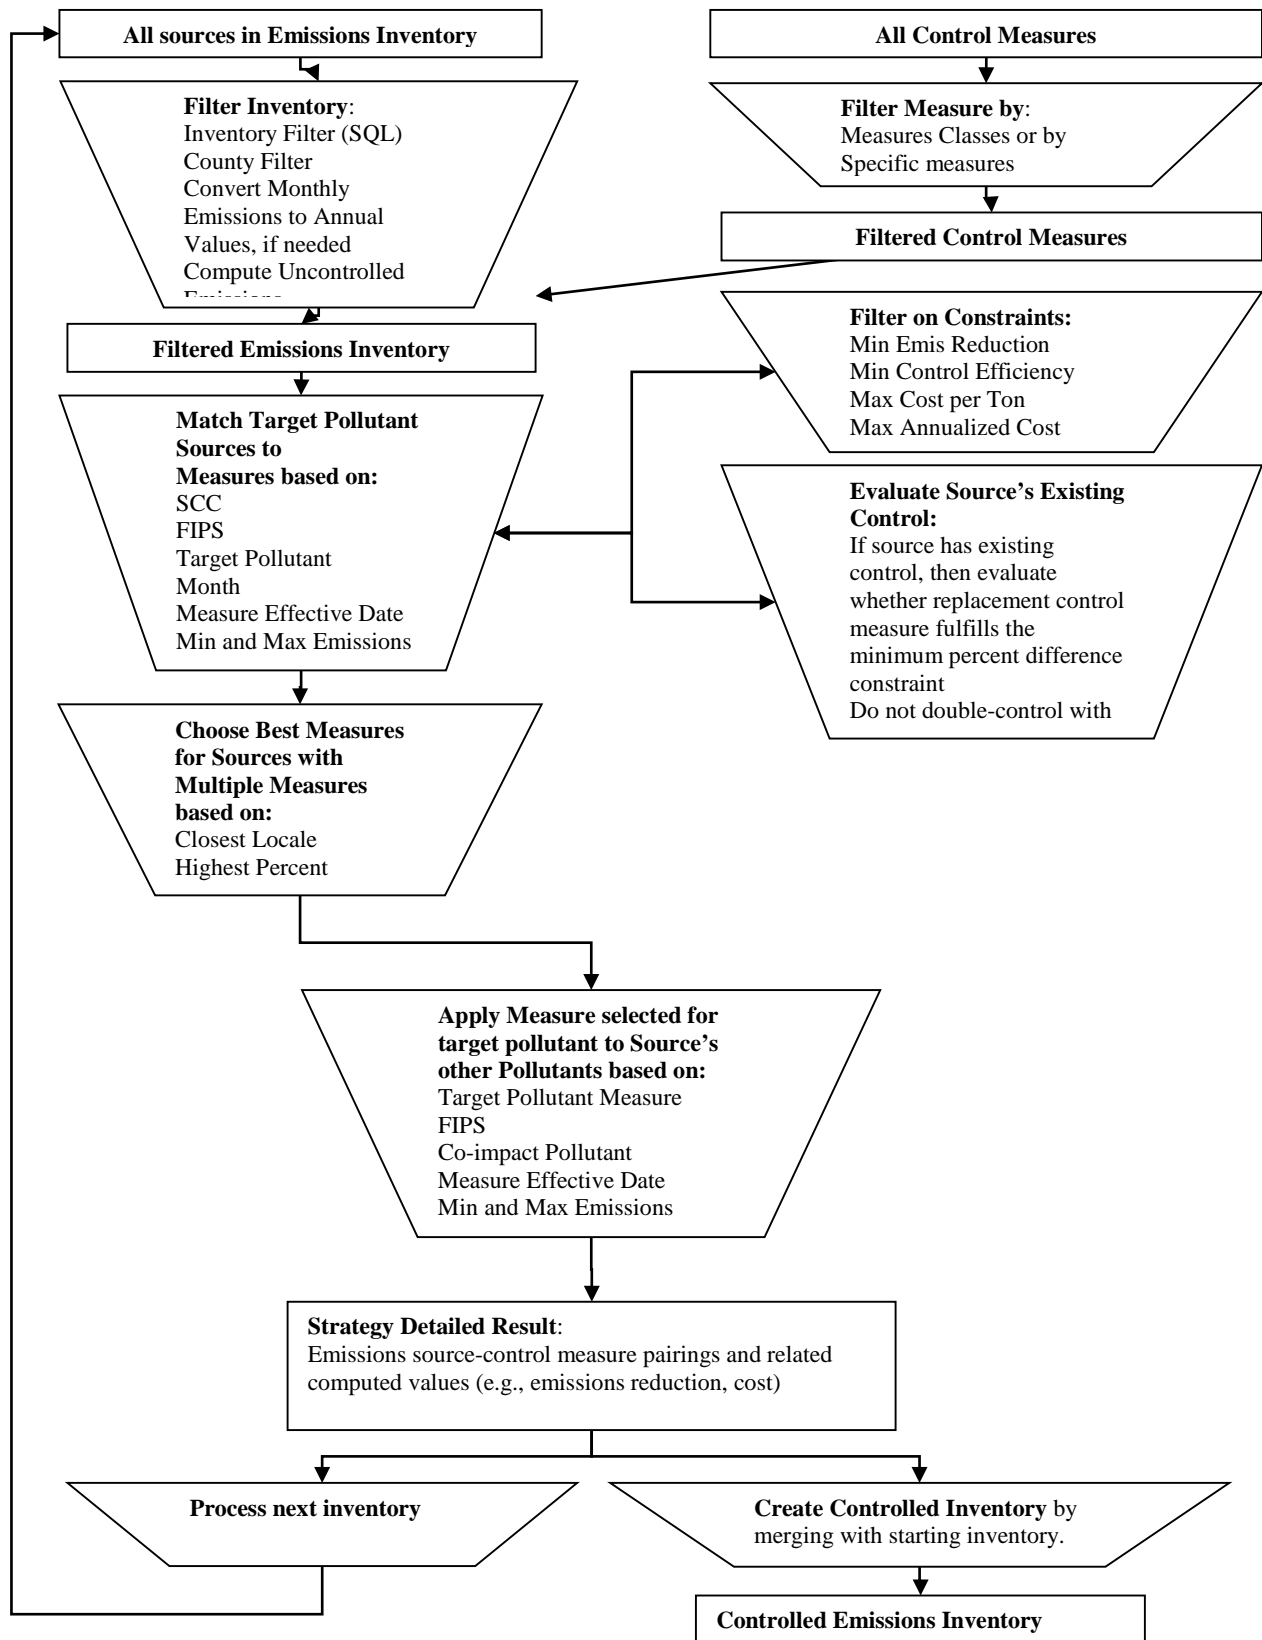 All sources in Emissions Inventory
All Control Measures
Filter Inventory:
Inventory Filter (SQL)
County Filter
Convert Monthly
Emissions to Annual
Values, if needed
Compute Uncontrolled
Filter Measure by:
Measures Classes or by
Specific measures
Filtered Control Measures
Filtered Emissions Inventory
Filter on Constraints:
Min Emis Reduction
Min Control Efficiency
Max Cost per Ton
Max Annualized Cost
Match Target Pollutant
Sources to
Measures based on:
SCC
FIPS
Target Pollutant
Month
Measure Effective Date
Min and Max Emissions
Evaluate Source’s Existing
Control:
If source has existing
control, then evaluate
whether replacement control
measure fulfills the
minimum percent difference
constraint
Do not double-control with
Choose Best Measures
for Sources with
Multiple Measures
based on:
Closest Locale
Highest Percent
Apply Measure selected for
target pollutant to Source’s
other Pollutants based on:
Target Pollutant Measure
FIPS
Co-impact Pollutant
Measure Effective Date
Min and Max Emissions
Strategy Detailed Result:
Emissions source-control measure pairings and related
computed values (e.g., emissions reduction, cost)
Process next inventory
Create Controlled Inventory by
merging with starting inventory.
Controlled Emissions Inventory